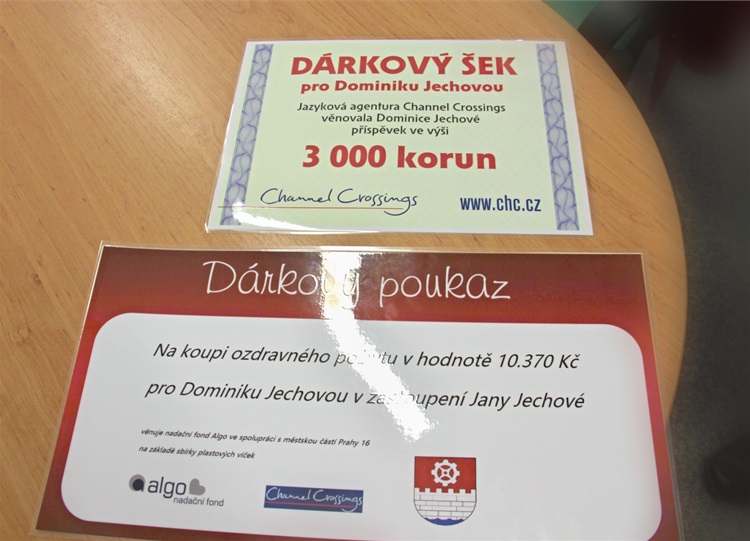 DÁRKOVÝ ŠEK
pro Dominiku Jechovou
Jazyková agentura Channel Crossings
věnovala Dominice Jechové
příspěvek ve výši
3 000 korun
Channel Crossings
www.chc.cz
Dárkový poukaz
Na koupi ozdravného pobytu v hodnotě 10.370 Kč
pro Dominiku Jechovou v zastoupení Jany Jechové
věnuje nadační fond Algo ve spolupráci s městskou částí Prahy 16
na základě sbírky plastových víček
algo
nadační fond
Channel Crossings